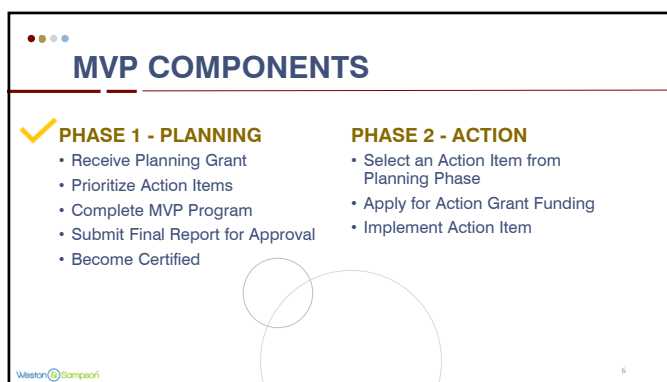 MVP COMPONENTS
PHASE 1 - PLANNING
• Receive Planning Grant
• Prioritize Action Items
• Complete MVP Program
• Submit Final Report for Approval
• Become Certified
PHASE 2 - ACTION
• Select an Action Item from
Planning Phase
• Apply for Action Grant Funding
• Implement Action Item
Weston & Sampson
6